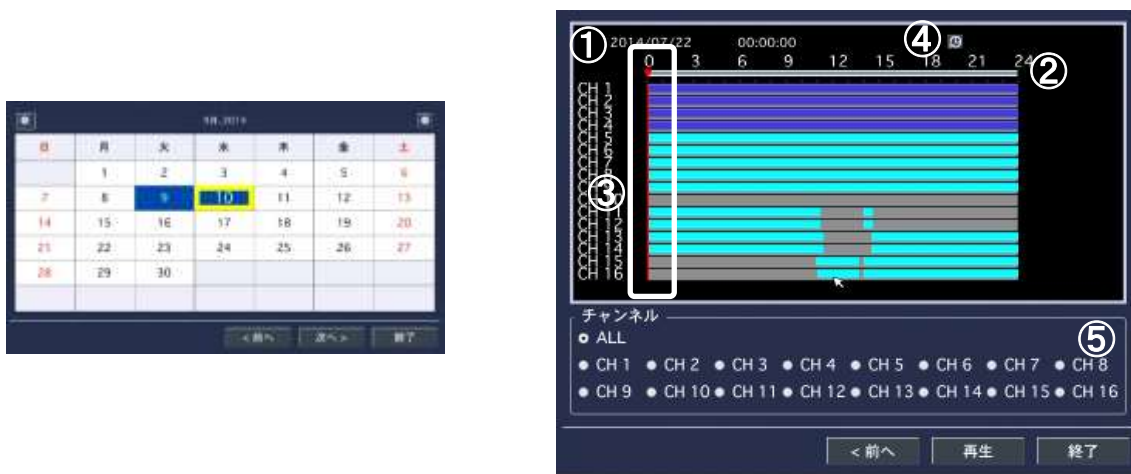 9月, 2014
日 月 火 水 木 金 土
1 2 3 4 5 6
7 8 9 10 11 12 13
14 15 16 17 18 19 20
21 22 23 24 25 26 27
28 29 30
<前へ 次へ> 終了
① 2014/07/22 00:00:00 ④
0 3 6 9 12 15 18 21 24 ②
CH 1
CH 2
CH 3
CH 4
CH 5
CH 6
CH 7
CH 8
③
CH 11
CH 12
CH 13
CH 14
CH 15
CH 16
チャンネル
ALL ⑤
CH 1 CH 2 CH 3 CH 4 CH 5 CH 6 CH 7 CH 8
CH 9 CH 10 CH 11 CH 12 CH 13 CH 14 CH 15 CH 16
<前へ 再生 終了